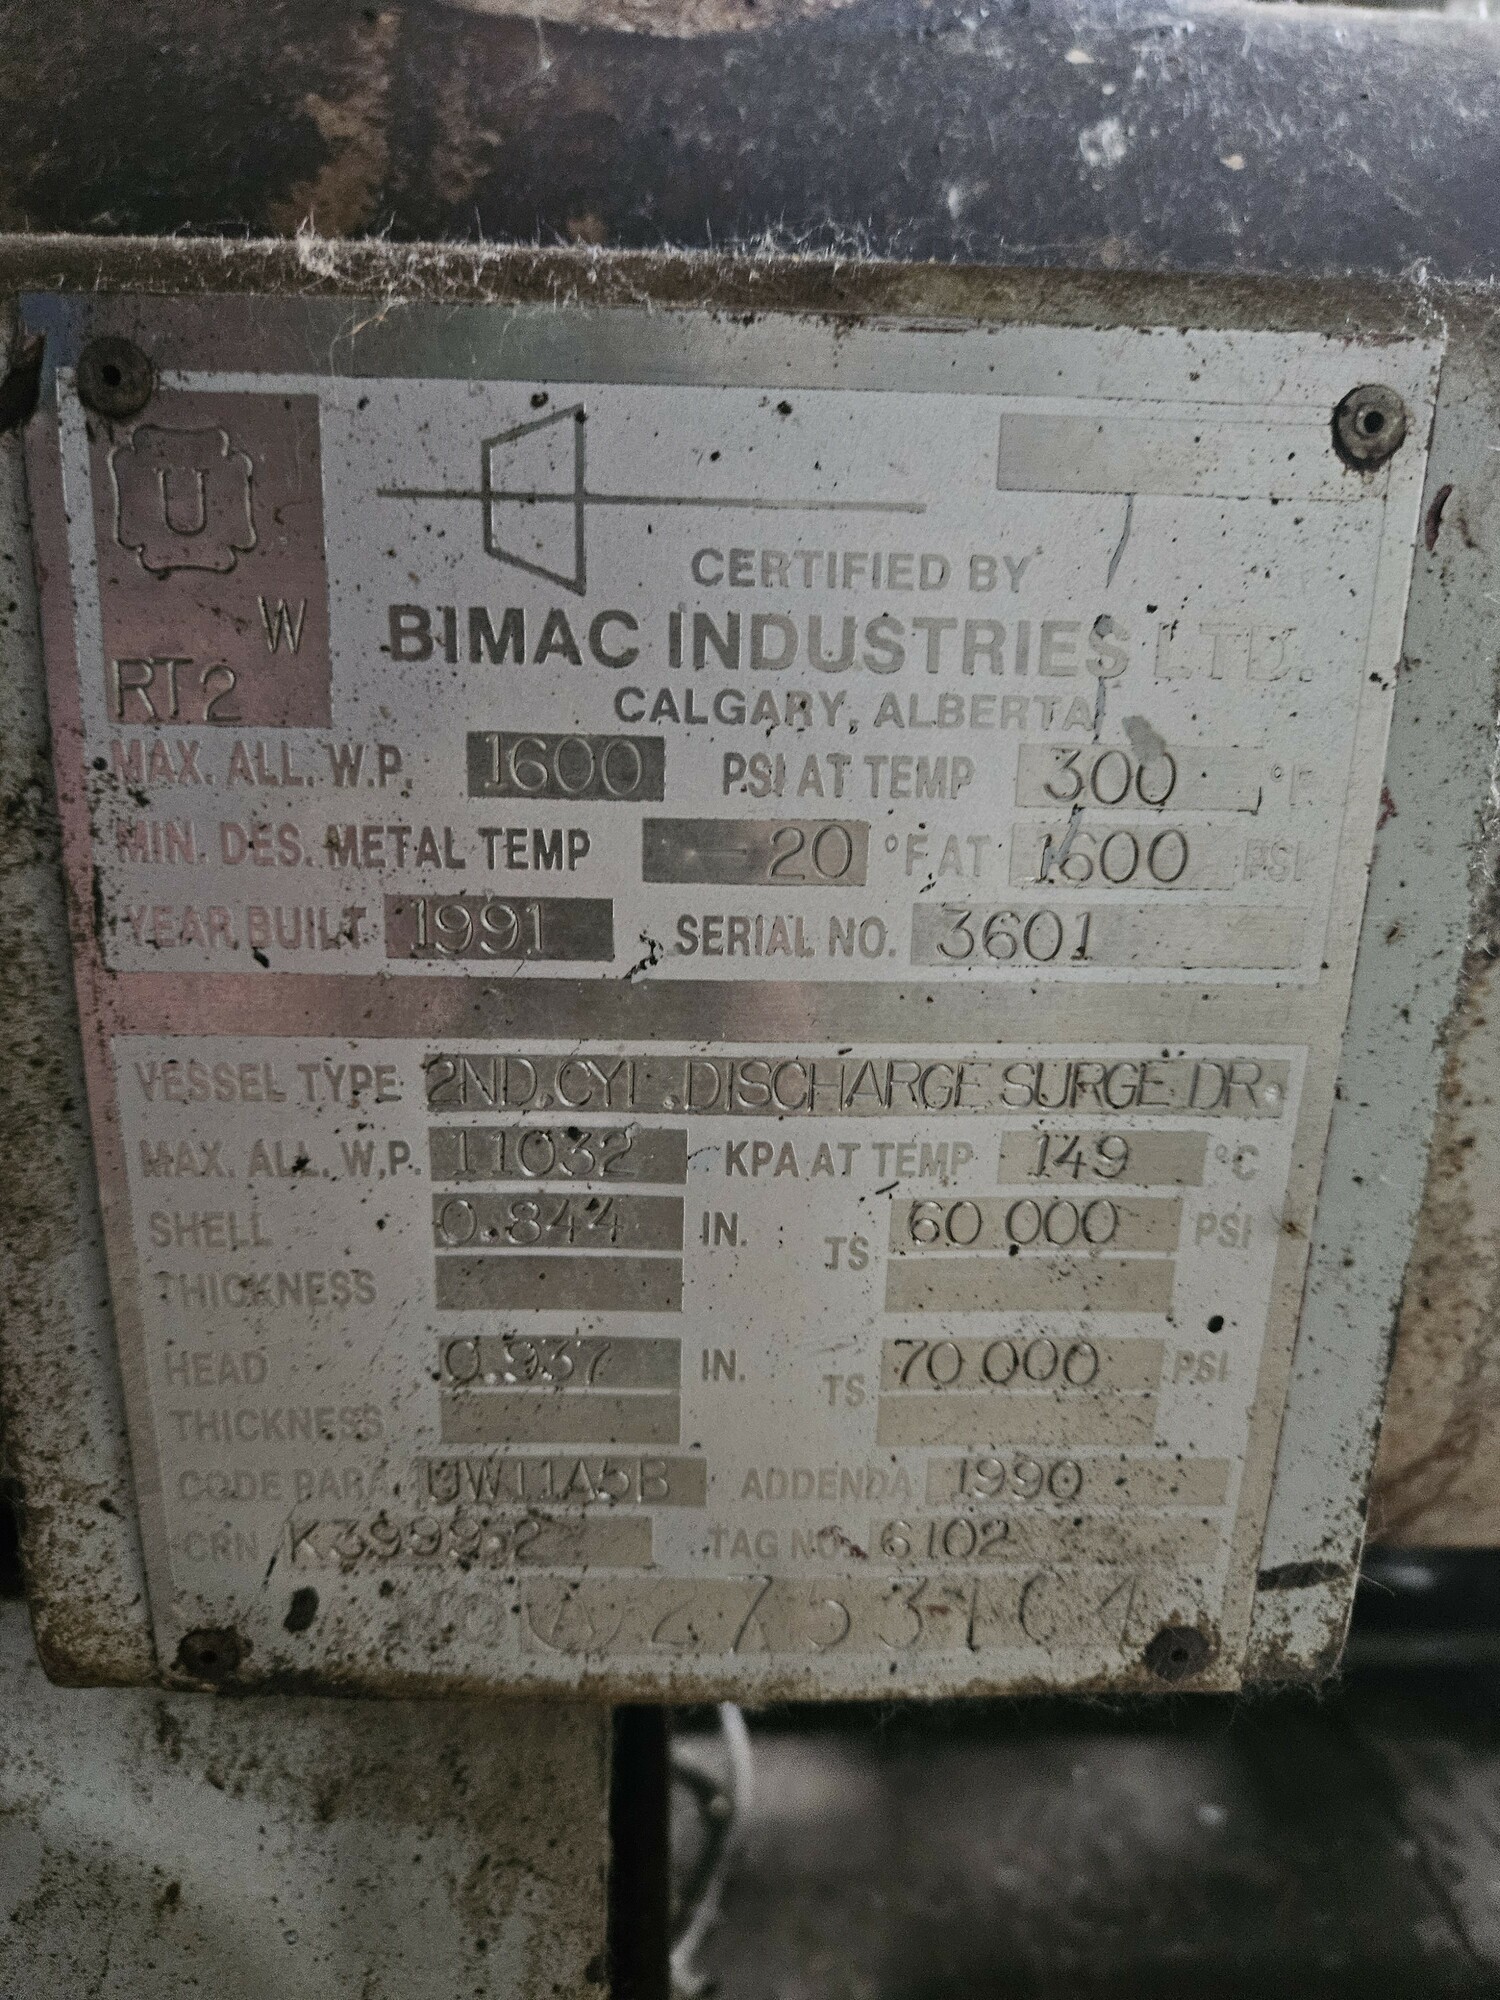 U
W
RT2
CERTIFIED BY
BIMAC INDUSTRIES LTD.
CALGARY, ALBERTA
MAX. ALL. W.P. 1600 PSI AT TEMP 300 °F
MIN. DES. METAL TEMP -20 °F AT 1600 PSI
YEAR BUILT 1991 SERIAL NO. 3601
VESSEL TYPE 2ND.CYL.DISCHARGE SURGE DR.
MAX. ALL. W.P. 11032 KPA AT TEMP 149 °C
SHELL 0.844 IN. TS 60 000 PSI
THICKNESS
HEAD 0.937 IN. TS 70 000 PSI
THICKNESS
CODE PARA UW11A5B ADDENDA 1990
CRN K3999.2 TAG NO. 6102